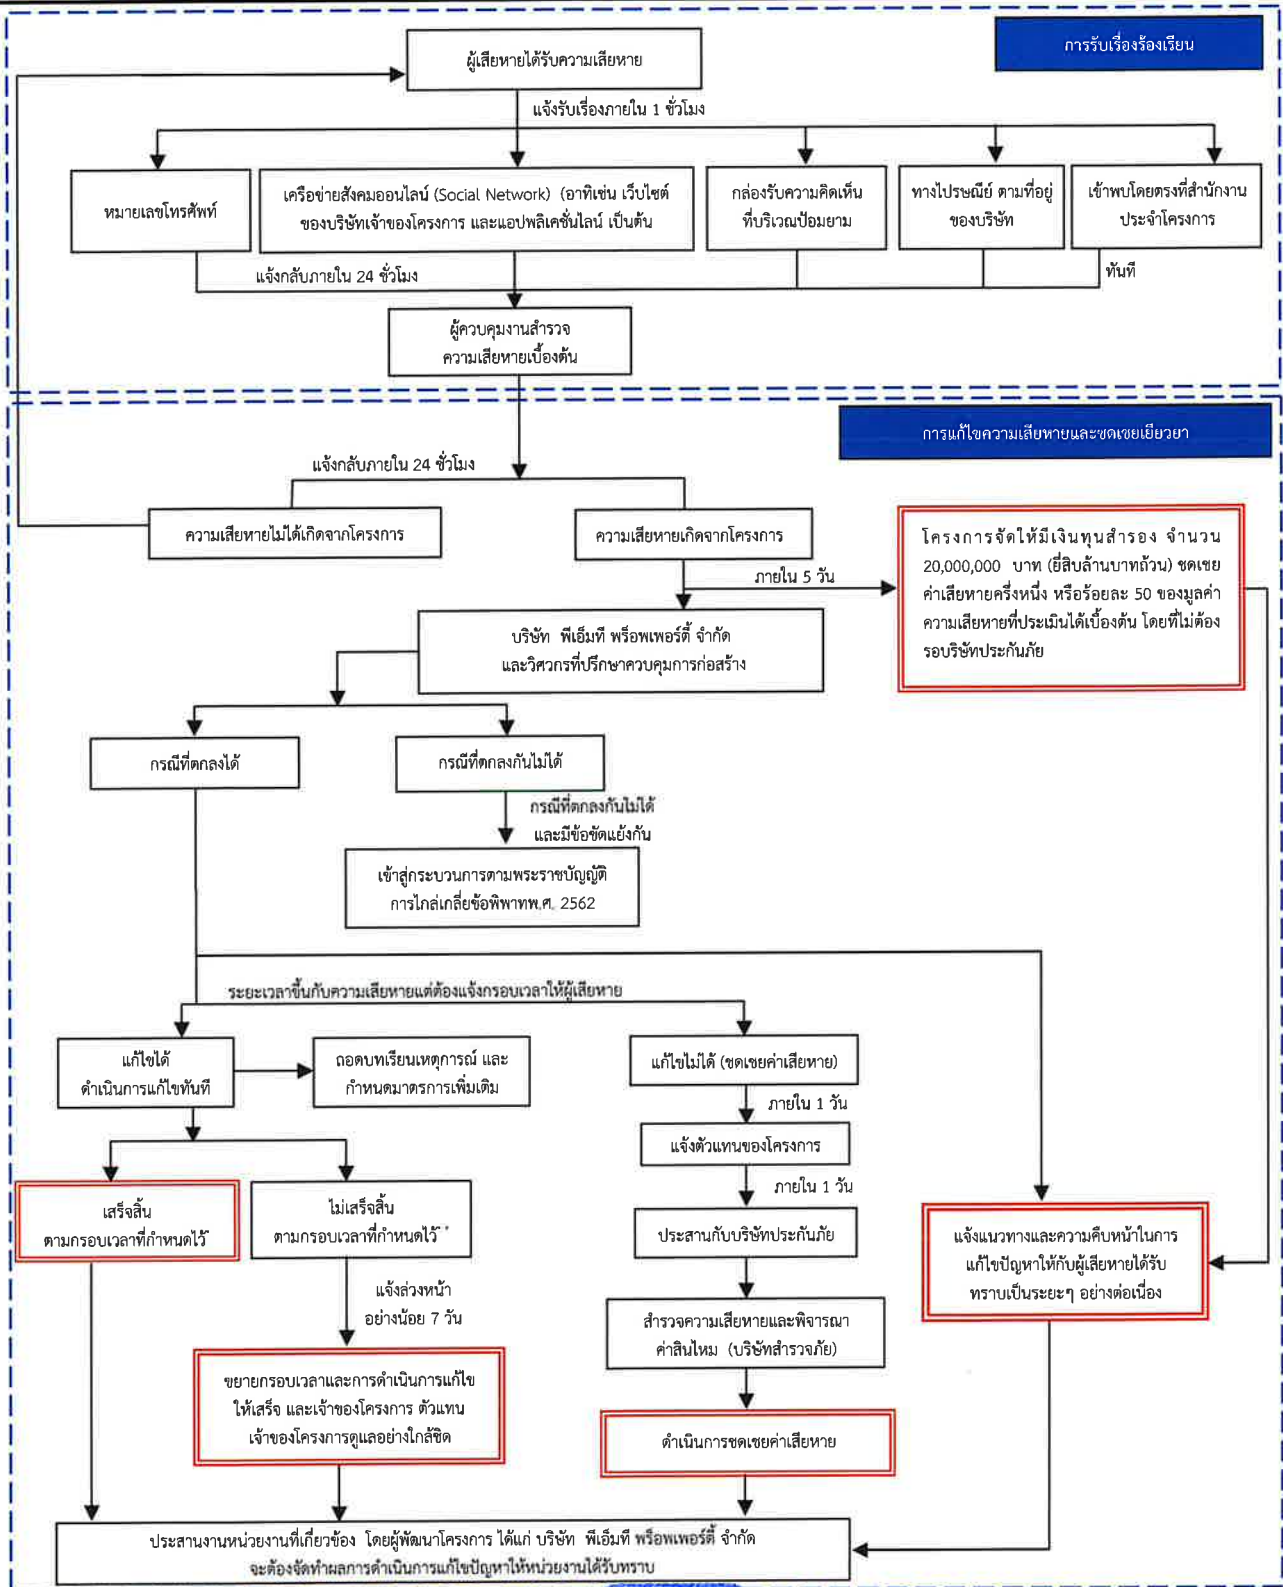 การรับเรื่องร้องเรียน
ผู้เสียหายได้รับความเสียหาย
แจ้งรับเรื่องภายใน 1 ชั่วโมง
หมายเลขโทรศัพท์
เครือข่ายสังคมออนไลน์ (Social Network) (อาทิเช่น เว็บไซต์
ของบริษัทเจ้าของโครงการ และแอปพลิเคชั่นไลน์ เป็นต้น
กล่องรับความคิดเห็น
ที่บริเวณป้อมยาม
ทางไปรษณีย์ ตามที่อยู่
ของบริษัท
เข้าพบโดยตรงที่สำนักงาน
ประจำโครงการ
แจ้งกลับภายใน 24 ชั่วโมง
ทันที
ผู้ควบคุมงานสำรวจ
ความเสียหายเบื้องต้น
การแก้ไขความเสียหายและชดเชยเยียวยา
แจ้งกลับภายใน 24 ชั่วโมง
ความเสียหายไม่ได้เกิดจากโครงการ
ความเสียหายเกิดจากโครงการ
ภายใน 5 วัน
โครงการจัดให้มีเงินทุนสำรอง จำนวน
20,000,000 บาท (ยี่สิบล้านบาทถ้วน) ชดเชย
ค่าเสียหายครึ่งหนึ่ง หรือร้อยละ 50 ของมูลค่า
ความเสียหายที่ประเมินได้เบื้องต้น โดยที่ไม่ต้อง
รอบริษัทประกันภัย
บริษัท พีเอ็มที พร็อพเพอร์ตี้ จำกัด
และวิศวกรที่ปรึกษาควบคุมการก่อสร้าง
กรณีที่ตกลงได้
กรณีที่ตกลงกันไม่ได้
กรณีที่ตกลงกันไม่ได้
และมีข้อขัดแย้งกัน
เข้าสู่กระบวนการตามพระราชบัญญัติ
การไกล่เกลี่ยข้อพิพาทพ.ศ. 2562
ระยะเวลาขึ้นกับความเสียหายแต่ต้องแจ้งกรอบเวลาให้ผู้เสียหาย
แก้ไขได้
ดำเนินการแก้ไขทันที
ถอดบทเรียนเหตุการณ์ และ
กำหนดมาตรการเพิ่มเติม
แก้ไขไม่ได้ (ชดเชยค่าเสียหาย)
ภายใน 1 วัน
แจ้งตัวแทนของโครงการ
ภายใน 1 วัน
เสร็จสิ้น
ตามกรอบเวลาที่กำหนดไว้*
ไม่เสร็จสิ้น
ตามกรอบเวลาที่กำหนดไว้**
ประสานกับบริษัทประกันภัย
แจ้งแนวทางและความคืบหน้าในการ
แก้ไขปัญหาให้กับผู้เสียหายได้รับ
ทราบเป็นระยะๆ อย่างต่อเนื่อง
แจ้งล่วงหน้า
อย่างน้อย 7 วัน
สำรวจความเสียหายและพิจารณา
ค่าสินไหม (บริษัทสำรวจภัย)
ขยายกรอบเวลาและการดำเนินการแก้ไข
ให้เสร็จ และเจ้าของโครงการ ตัวแทน
เจ้าของโครงการดูแลอย่างใกล้ชิด
ดำเนินการชดเชยค่าเสียหาย
ประสานงานหน่วยงานที่เกี่ยวข้อง โดยผู้พัฒนาโครงการ ได้แก่ บริษัท พีเอ็มที พร็อพเพอร์ตี้ จำกัด
จะต้องจัดทำผลการดำเนินการแก้ไขปัญหาให้หน่วยงานได้รับทราบ